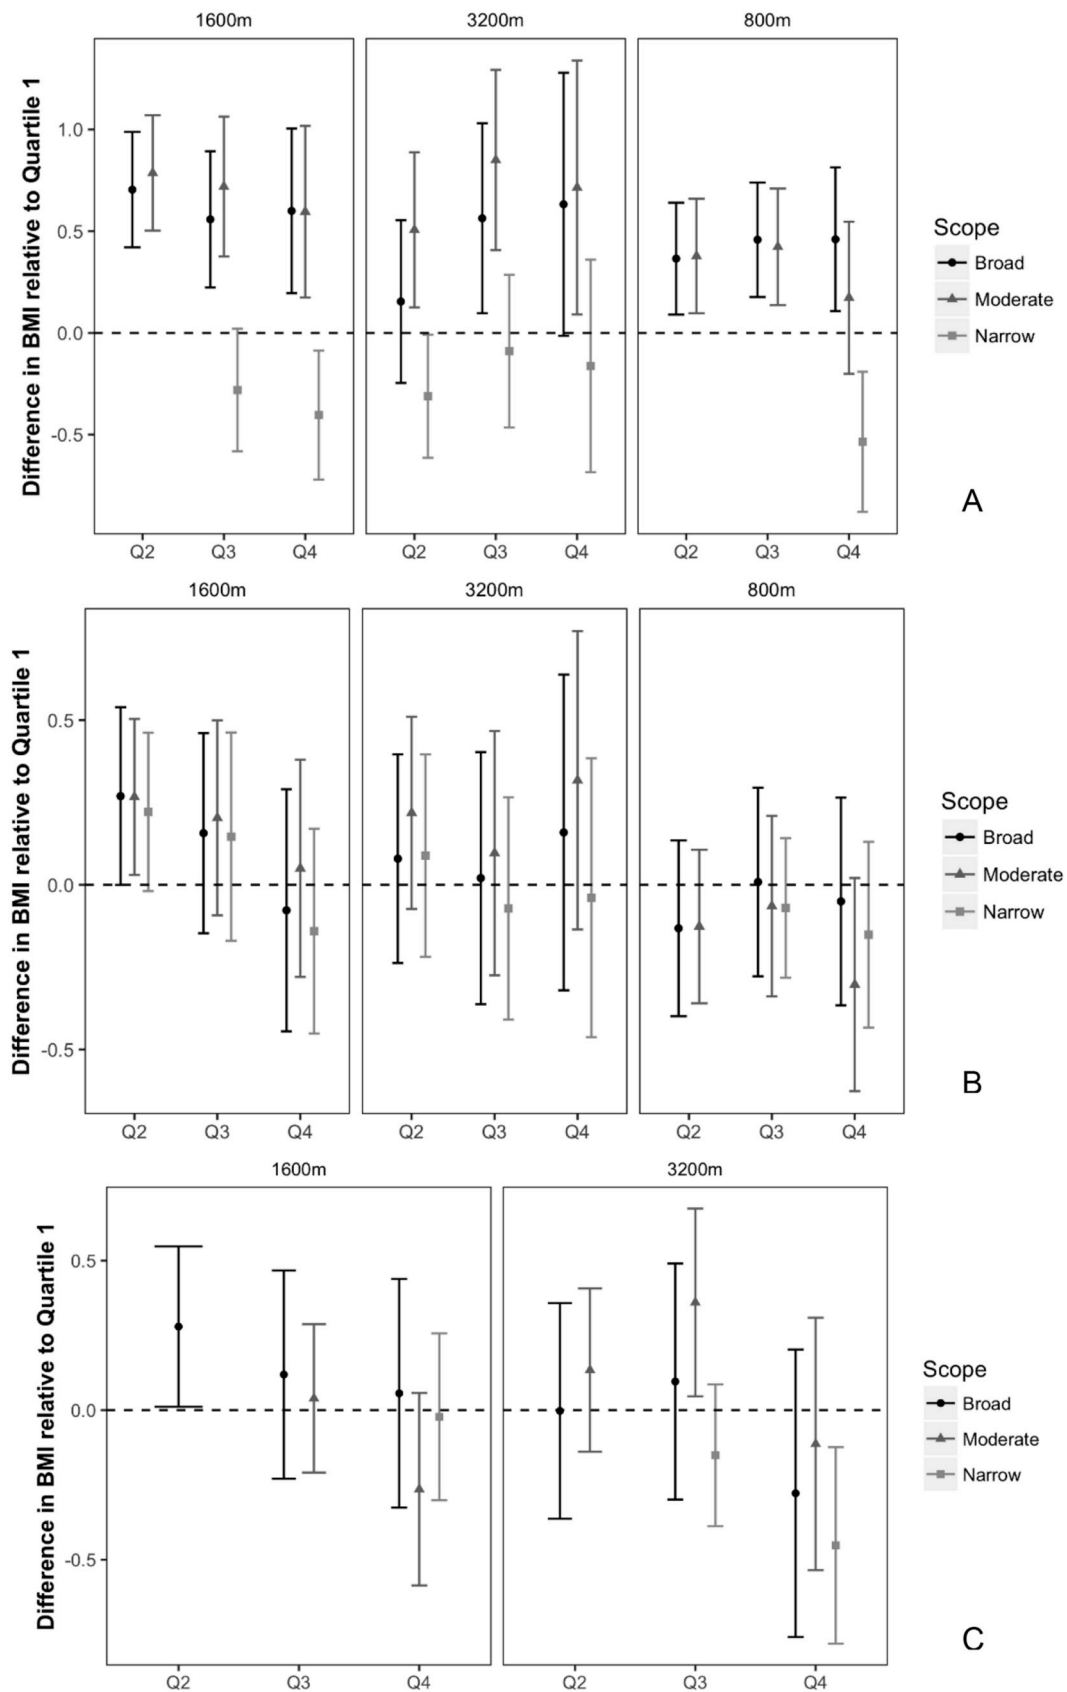 1600m 3200m 800m
Difference in BMI relative to Quartile 1
1.0
0.5
0.0
-0.5
Q2 Q3 Q4 Q2 Q3 Q4 Q2 Q3 Q4
Scope
Broad
Moderate
Narrow
A
1600m 3200m 800m
Difference in BMI relative to Quartile 1
0.5
0.0
-0.5
Q2 Q3 Q4 Q2 Q3 Q4 Q2 Q3 Q4
Scope
Broad
Moderate
Narrow
B
1600m 3200m
Difference in BMI relative to Quartile 1
0.5
0.0
-0.5
Q2 Q3 Q4 Q2 Q3 Q4
Scope
Broad
Moderate
Narrow
C